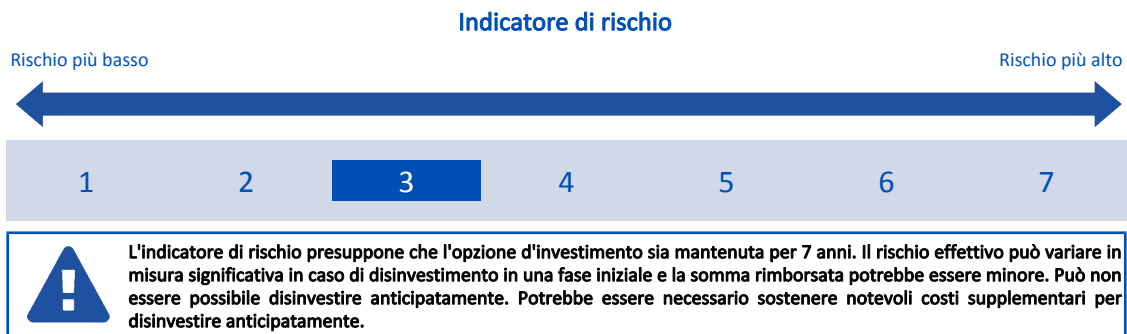 Indicatore di rischio
Rischio più basso
Rischio più alto
1 2 3 4 5 6 7
L'indicatore di rischio presuppone che l'opzione d'investimento sia mantenuta per 7 anni. Il rischio effettivo può variare in
misura significativa in caso di disinvestimento in una fase iniziale e la somma rimborsata potrebbe essere minore. Può non
essere possibile disinvestire anticipatamente. Potrebbe essere necessario sostenere notevoli costi supplementari per
disinvestire anticipatamente.